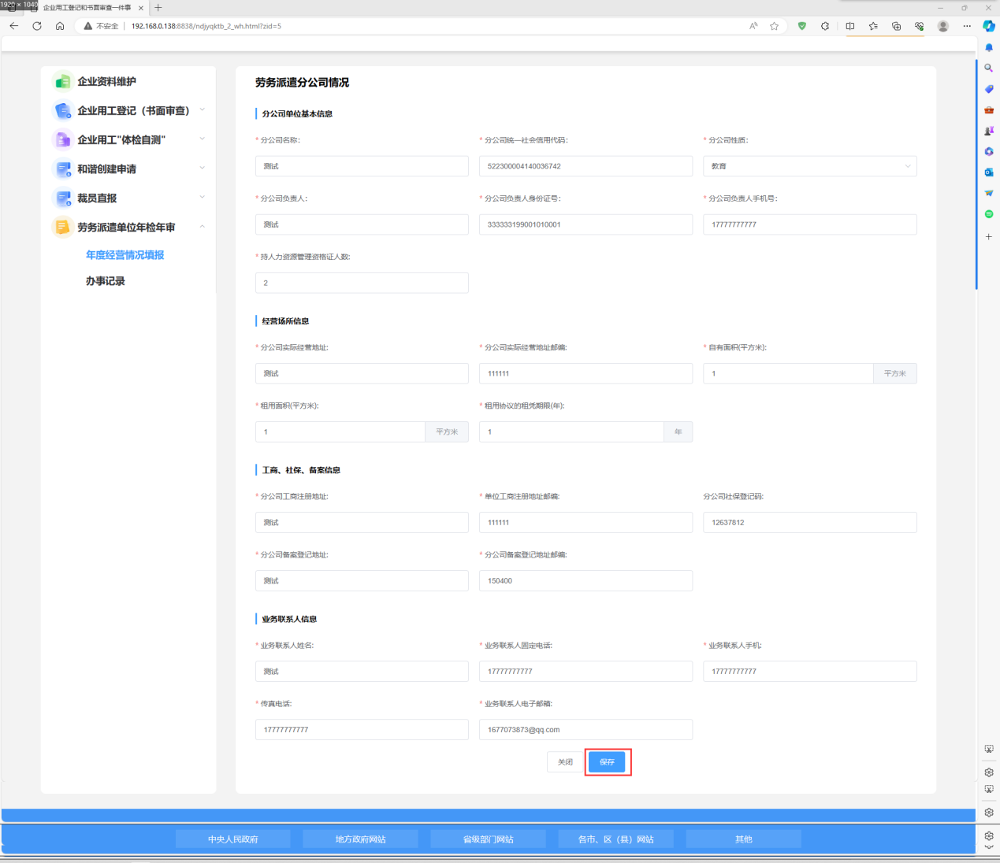 1920 × 1040
企业用工登记和书面审查一件事
不安全 192.168.0.138:8838/ndjyqktb_2_wh.html?zid=5
企业资料维护
企业用工登记（书面审查）
企业用工"体检自测"
和谐创建申请
裁员直报
劳务派遣单位年检年审
年度经营情况填报
办事记录
劳务派遣分公司情况
分公司单位基本信息
* 分公司名称: * 分公司统一社会信用代码: * 分公司性质:
测试 522300004140036742 教育
* 分公司负责人: * 分公司负责人身份证号: * 分公司负责人手机号:
测试 333333199001010001 17777777777
* 持人力资源管理资格证人数:
2
经营场所信息
* 分公司实际经营地址: * 分公司实际经营地址邮编: * 自有面积(平方米):
测试 111111 1 平方米
* 租用面积(平方米): * 租用协议的租凭期限(年):
1 平方米 1 年
工商、社保、备案信息
* 分公司工商注册地址: * 单位工商注册地址邮编: 分公司社保登记码:
测试 111111 12637812
* 分公司备案登记地址: * 分公司备案登记地址邮编:
测试 150400
业务联系人信息
* 业务联系人姓名: * 业务联系人固定电话: * 业务联系人手机:
测试 17777777777 17777777777
* 传真电话: * 业务联系人电子邮箱:
17777777777 1677073873@qq.com
关闭 保存
中央人民政府 地方政府网站 省级部门网站 各市、区（县）网站 其他